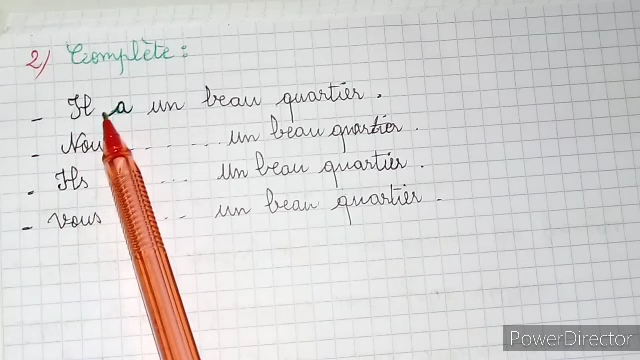 2) Complète :
- Il a un beau quartier .
- Nou ...... un beau quartier .
- Ils ... un beau quartier .
- Vous ... un beau quartier .
PowerDirector